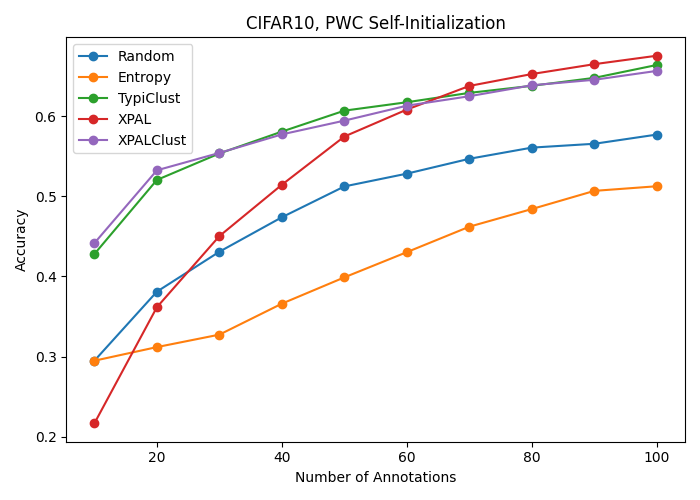 CIFAR10, PWC Self-Initialization
Random
Entropy
TypiClust
XPAL
XPALClust
Accuracy
0.6
0.5
0.4
0.3
0.2
20
40
60
80
100
Number of Annotations